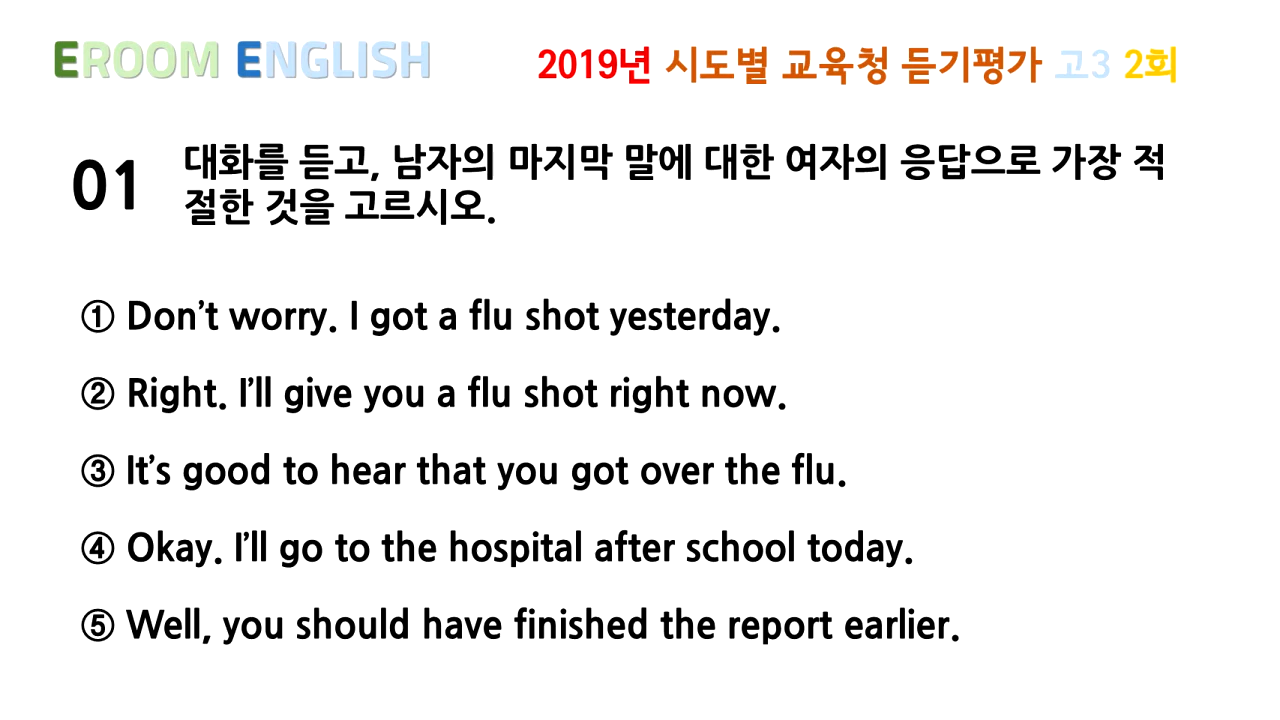 EROOM ENGLISH 2019년 시도별 교육청 듣기평가 고3 2회
01 대화를 듣고, 남자의 마지막 말에 대한 여자의 응답으로 가장 적
절한 것을 고르시오.
① Don’t worry. I got a flu shot yesterday.
② Right. I’ll give you a flu shot right now.
③ It’s good to hear that you got over the flu.
④ Okay. I’ll go to the hospital after school today.
⑤ Well, you should have finished the report earlier.